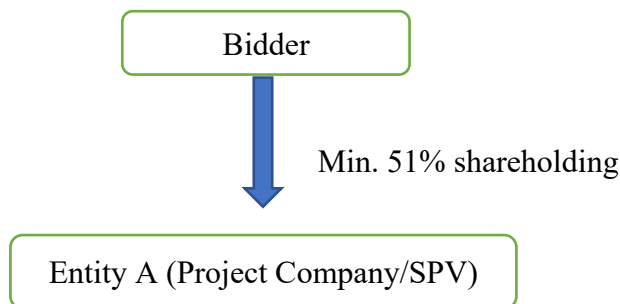 Bidder
Min. 51% shareholding
Entity A (Project Company/SPV)